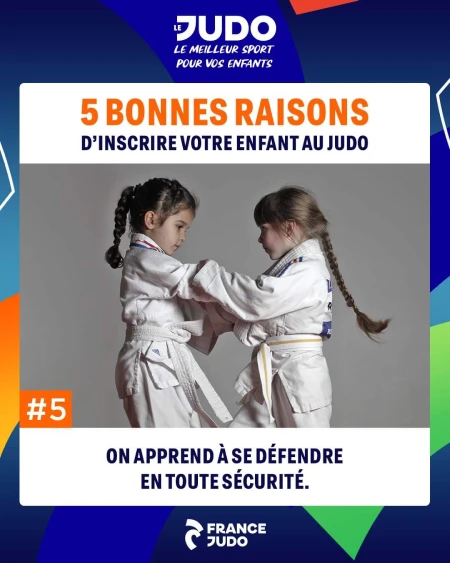 LE JUDO
LE MEILLEUR SPORT
POUR VOS ENFANTS
5 BONNES RAISONS
D'INSCRIRE VOTRE ENFANT AU JUDO
#5
ON APPREND À SE DÉFENDRE
EN TOUTE SÉCURITÉ.
FRANCE
JUDO